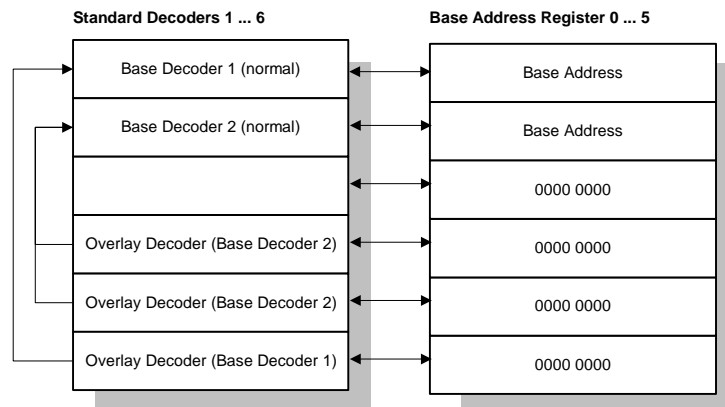 Standard Decoders 1 ... 6
Base Address Register 0 ... 5
Base Decoder 1 (normal)
Base Address
Base Decoder 2 (normal)
Base Address
0000 0000
Overlay Decoder (Base Decoder 2)
0000 0000
Overlay Decoder (Base Decoder 2)
0000 0000
Overlay Decoder (Base Decoder 1)
0000 0000